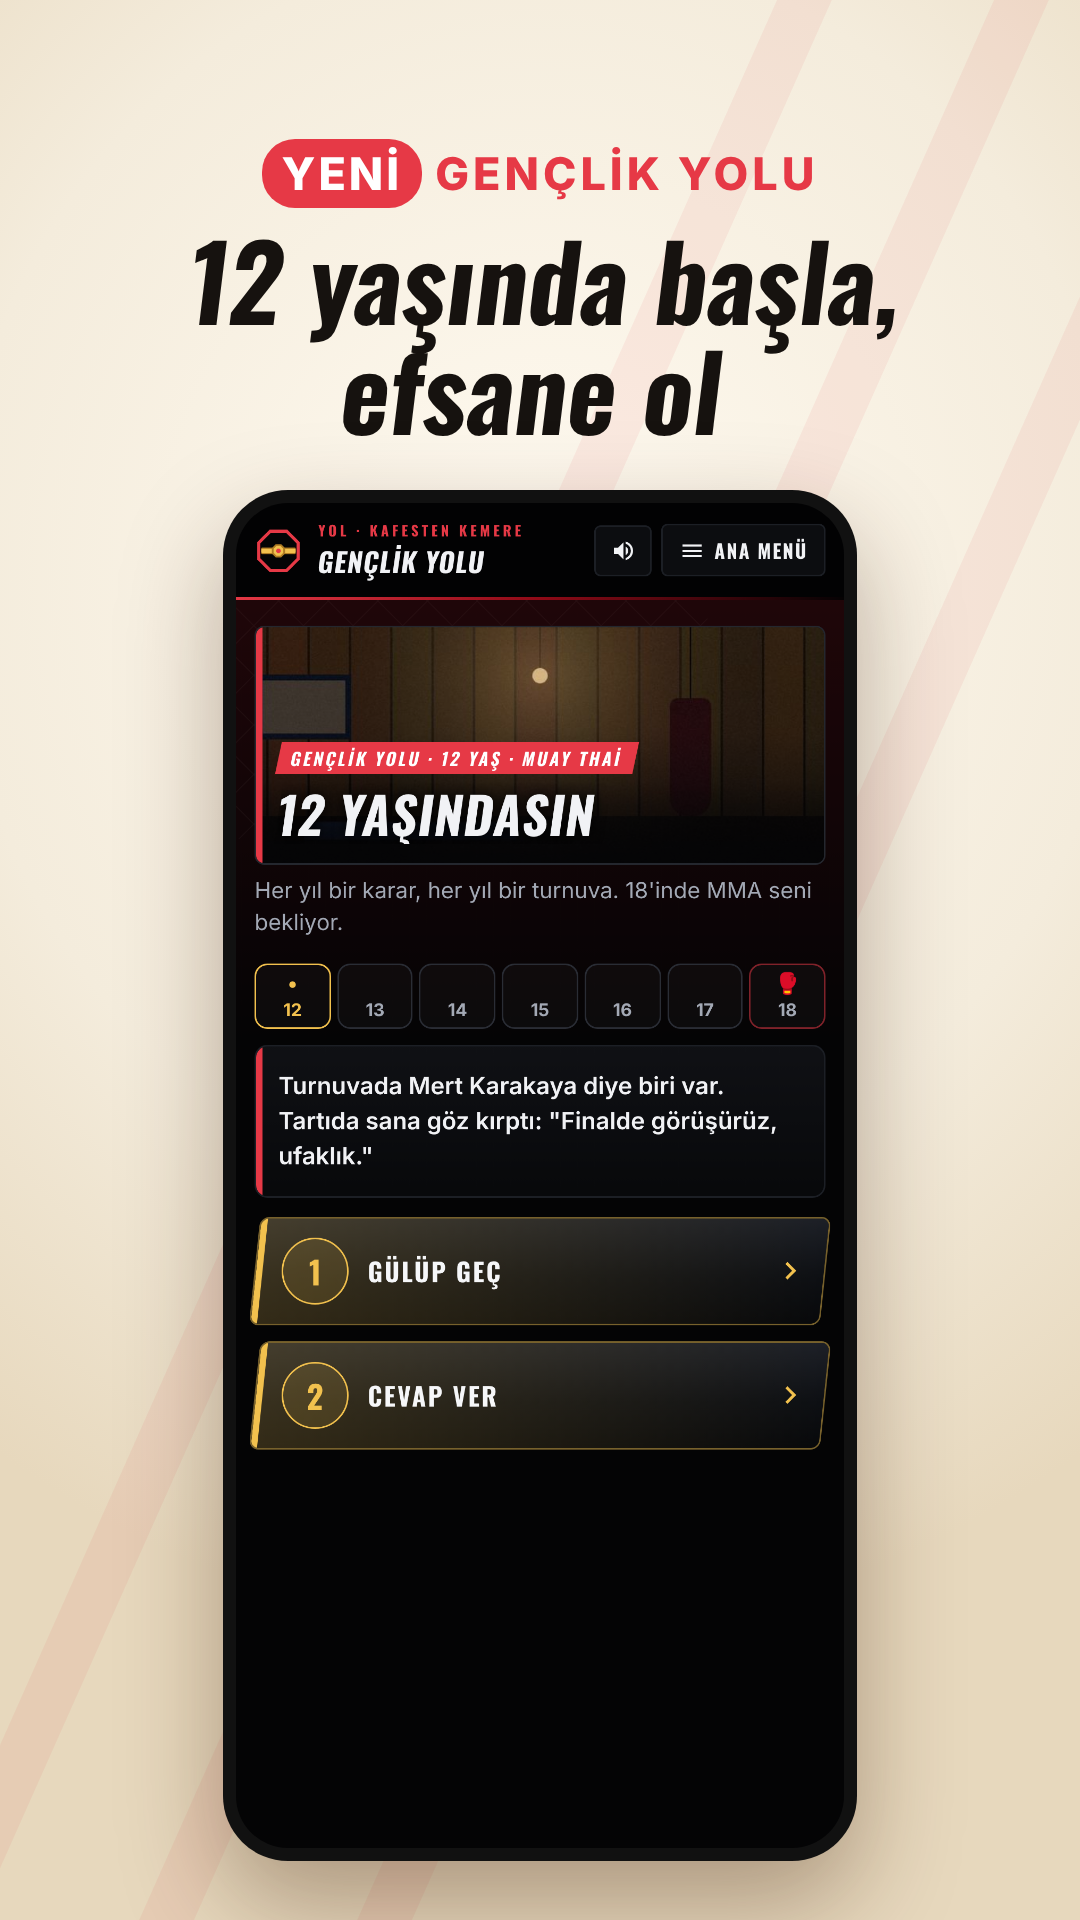 YENİ GENÇLİK YOLU
12 yaşında başla,
efsane ol
YOL · KAFESTEN KEMERE
GENÇLİK YOLU
ANA MENÜ
GENÇLİK YOLU · 12 YAŞ · MUAY THAİ
12 YAŞINDASIN
Her yıl bir karar, her yıl bir turnuva. 18'inde MMA seni
bekliyor.
12 13 14 15 16 17 18
Turnuvada Mert Karakaya diye biri var.
Tartıda sana göz kırptı: "Finalde görüşürüz,
ufaklık."
1 GÜLÜP GEÇ
2 CEVAP VER